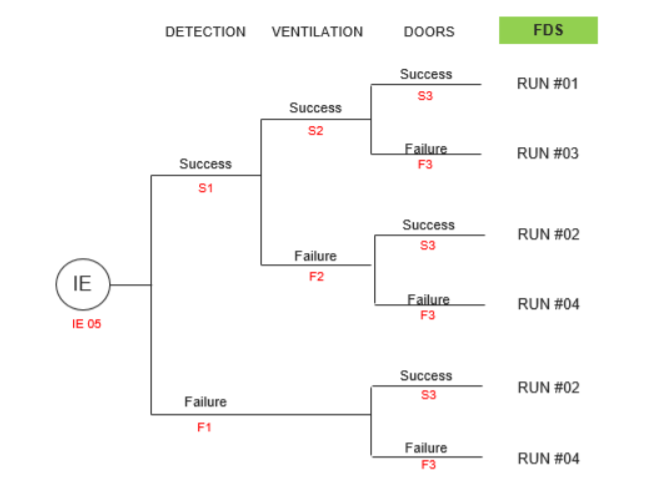 DETECTION VENTILATION DOORS FDS
Success
S3
RUN #01
Success
S2
Failure
F3
RUN #03
Success
S1
Success
S3
RUN #02
Failure
F2
Failure
F3
RUN #04
IE
IE 05
Success
S3
RUN #02
Failure
F1
Failure
F3
RUN #04